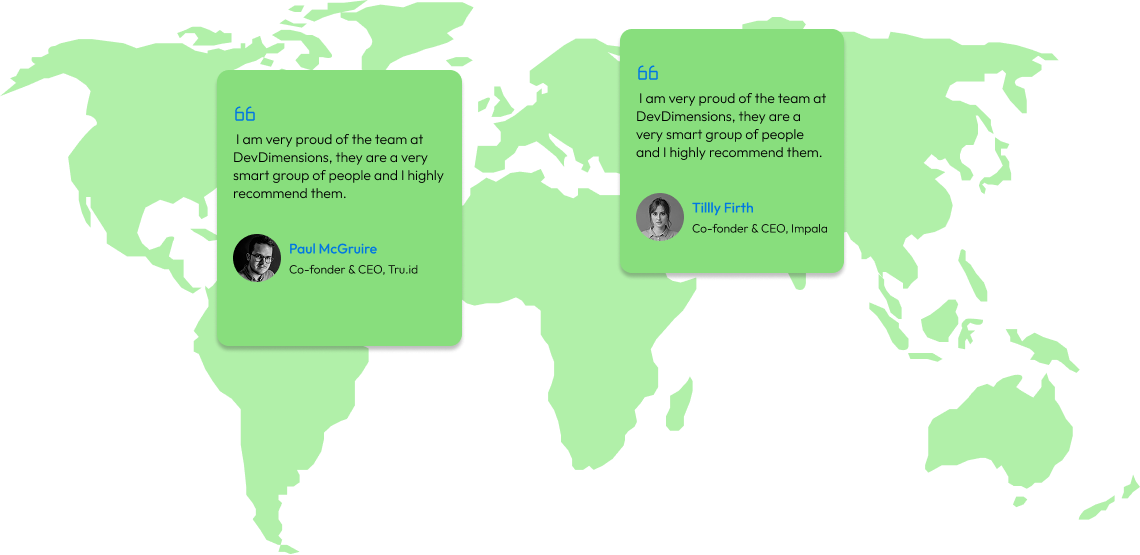 I am very proud of the team at
DevDimensions, they are a very
smart group of people and I highly
recommend them.
Paul McGruire
Co-fonder & CEO, Tru.id
I am very proud of the team at
DevDimensions, they are a
very smart group of people
and I highly recommend them.
Tillly Firth
Co-fonder & CEO, Impala